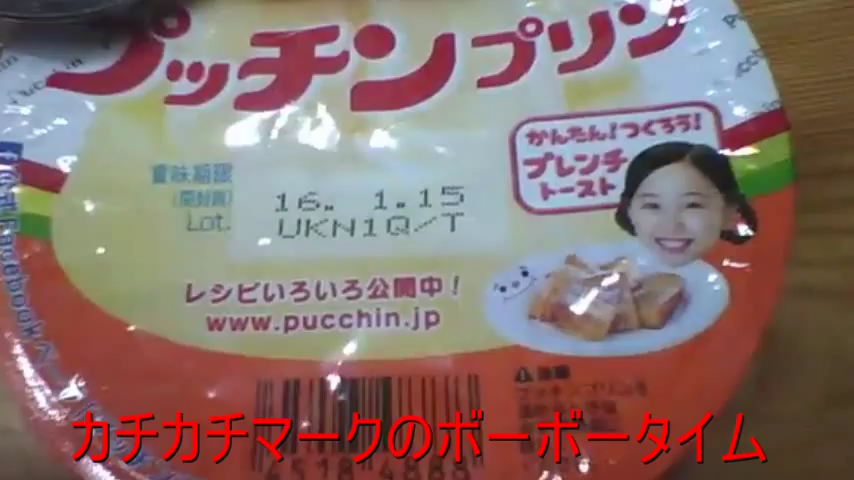 プッチンプリン
かんたん!つくろう!
フレンチ
トースト
賞味期限
(開封前)
16. 1.15
Lot.
UKN1Q/T
レシピいろいろ公開中!
www.pucchin.jp
Facebook
カチカチマークのボーボータイム